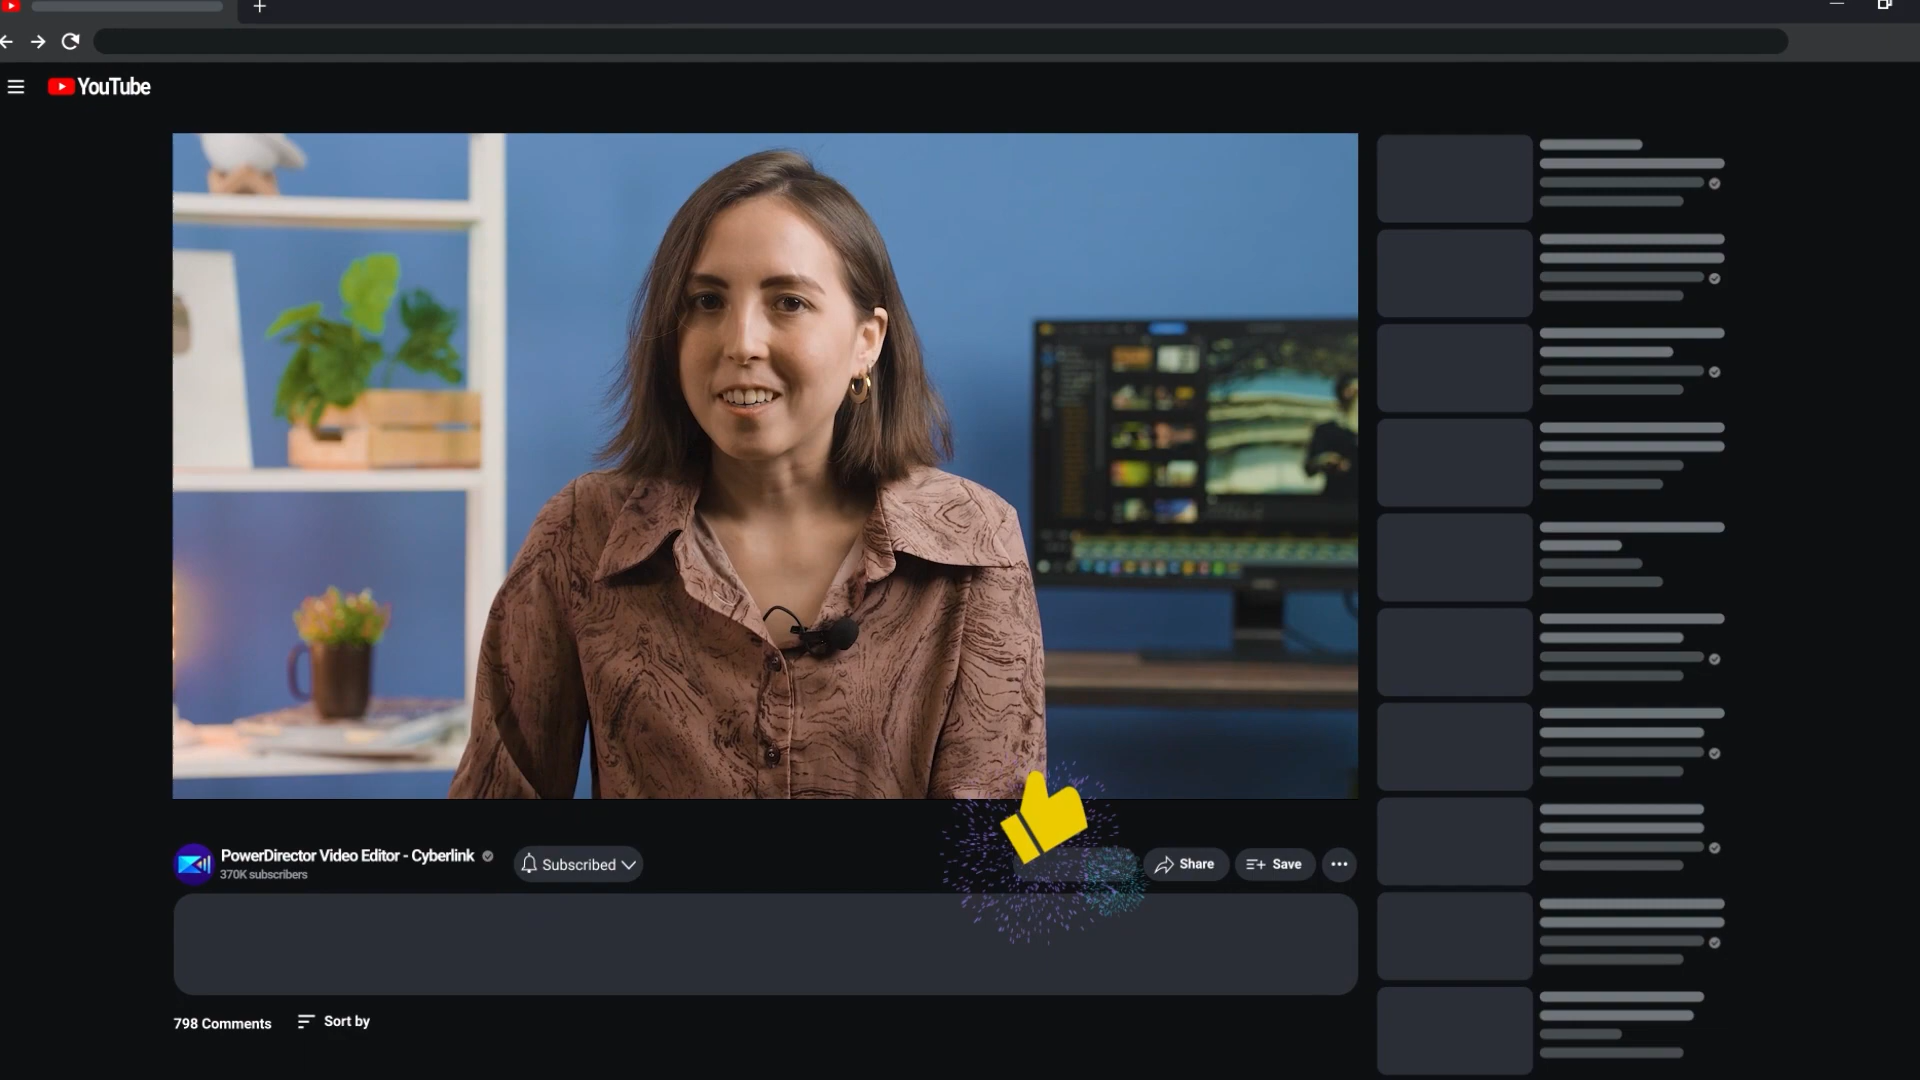 YouTube
PowerDirector Video Editor - Cyberlink
370K subscribers
Subscribed
Share
Save
798 Comments
Sort by